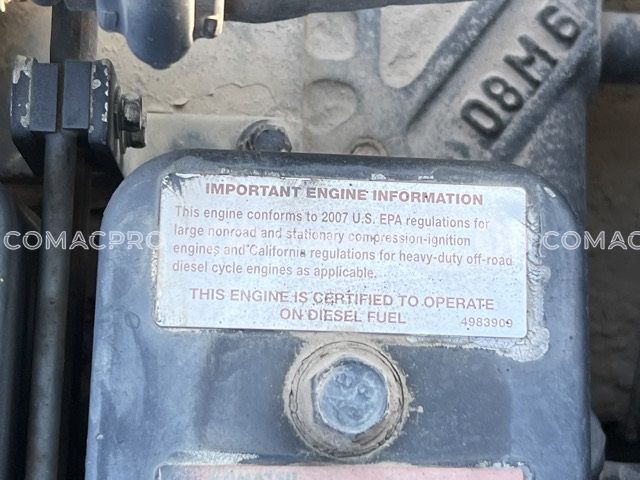 D8M6
IMPORTANT ENGINE INFORMATION
This engine conforms to 2007 U.S. EPA regulations for
large nonroad and stationary compression-ignition
engines and California regulations for heavy-duty off-road
diesel cycle engines as applicable.
THIS ENGINE IS CERTIFIED TO OPERATE
ON DIESEL FUEL 4983909
COMACPRO COMACPRO